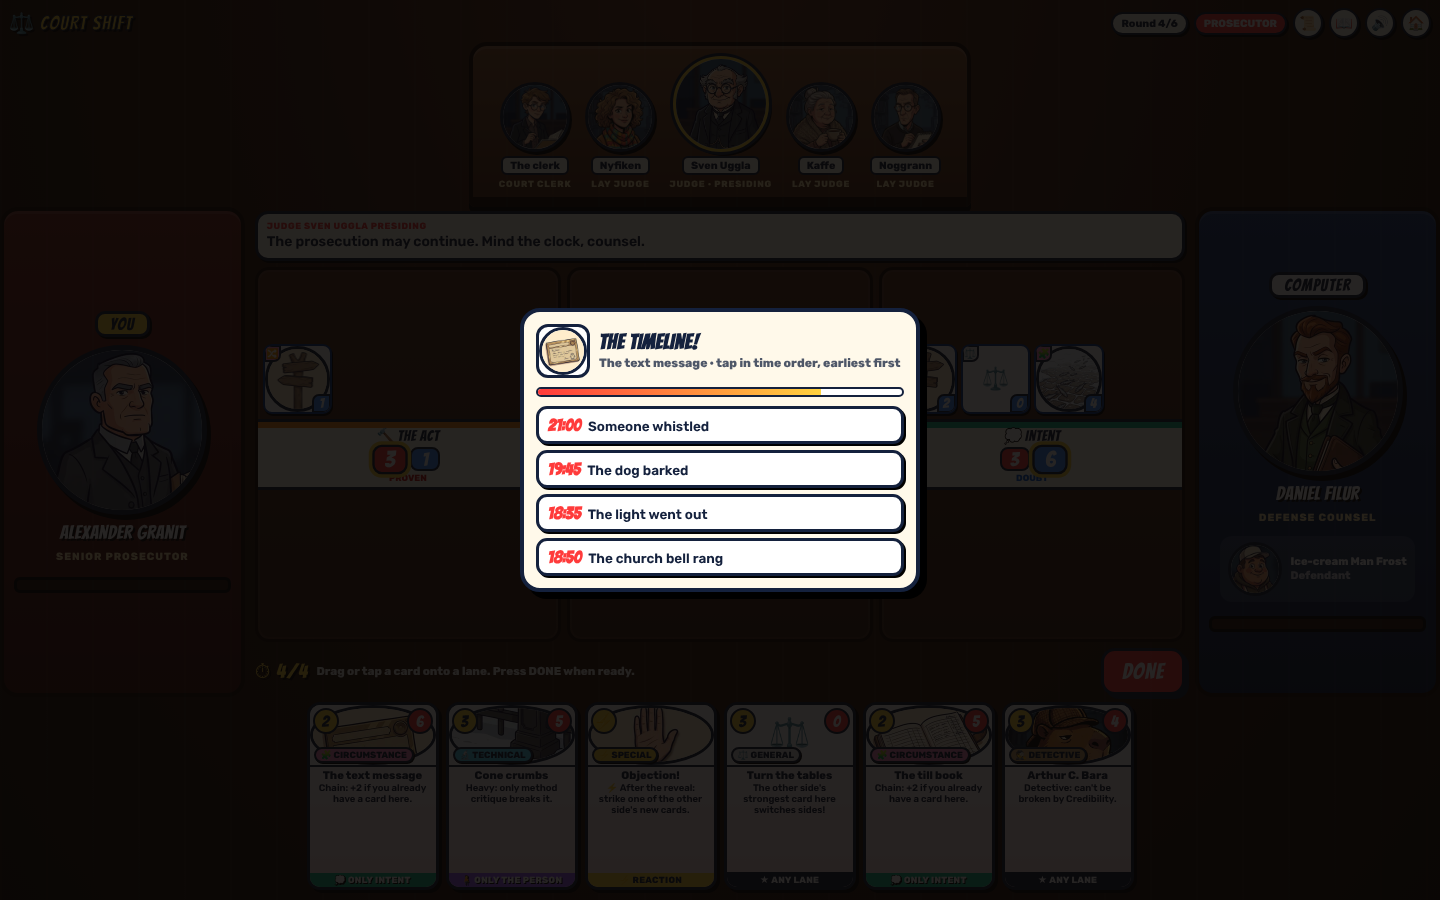 COURT SHIFT
Round 4/6
PROSECUTOR
The clerk
COURT CLERK
Nyfiken
LAY JUDGE
Sven Uggla
JUDGE · PRESIDING
Kaffe
LAY JUDGE
Noggrann
LAY JUDGE
JUDGE SVEN UGGLA PRESIDING
The prosecution may continue. Mind the clock, counsel.
YOU
ALEXANDER GRANIT
SENIOR PROSECUTOR
COMPUTER
DANIEL FILUR
DEFENSE COUNSEL
Ice-cream Man Frost
Defendant
1
THE ACT
3
1
PROVEN
2
0
4
INTENT
3
6
DOUBT
THE TIMELINE!
The text message · tap in time order, earliest first
21:00 Someone whistled
19:45 The dog barked
18:35 The light went out
18:50 The church bell rang
4/4 Drag or tap a card onto a lane. Press DONE when ready.
DONE
2
6
CIRCUMSTANCE
The text message
Chain: +2 if you already
have a card here.
ONLY INTENT
3
5
TECHNICAL
Cone crumbs
Heavy: only method
critique breaks it.
ONLY THE PERSON
SPECIAL
Objection!
After the reveal:
strike one of the other
side's new cards.
REACTION
3
0
GENERAL
Turn the tables
The other side's
strongest card here
switches sides!
★ ANY LANE
2
5
CIRCUMSTANCE
The till book
Chain: +2 if you already
have a card here.
ONLY INTENT
3
4
DETECTIVE
Arthur C. Bara
Detective: can't be
broken by Credibility.
★ ANY LANE